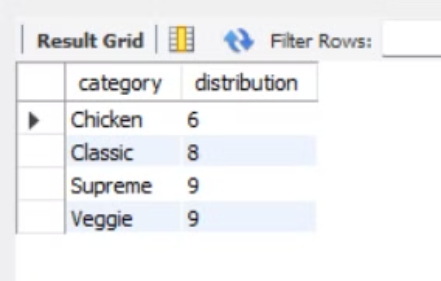 Result Grid Filter Rows:
category distribution
Chicken 6
Classic 8
Supreme 9
Veggie 9